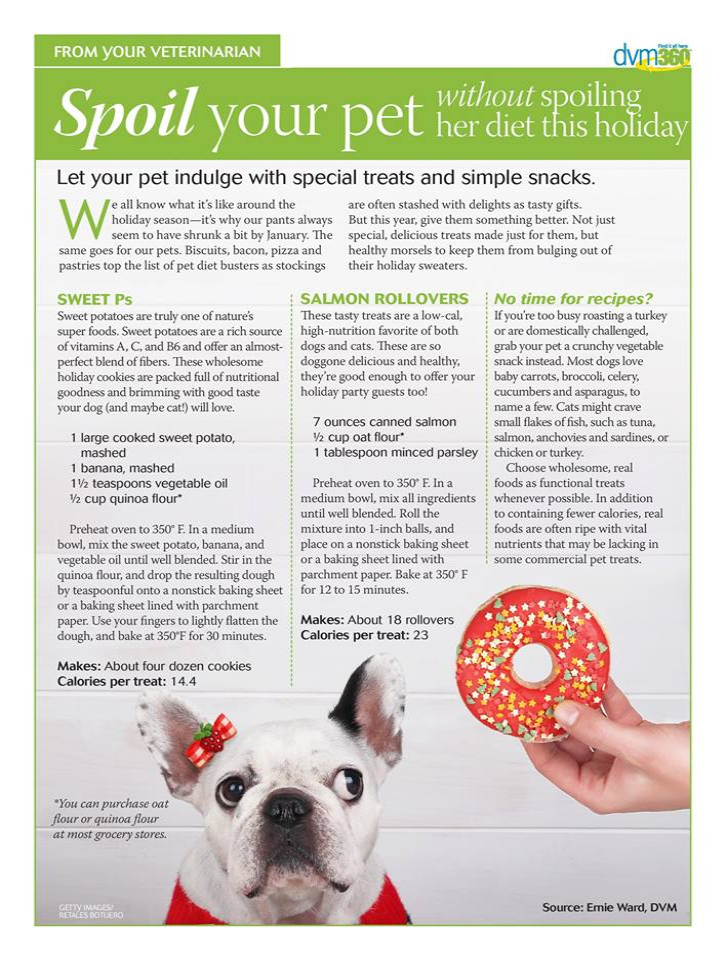 FROM YOUR VETERINARIAN
Find it all here
dvm360
Spoil your pet without spoiling
her diet this holiday
Let your pet indulge with special treats and simple snacks.
We all know what it's like around the
holiday season—it's why our pants always
seem to have shrunk a bit by January. The
same goes for our pets. Biscuits, bacon, pizza and
pastries top the list of pet diet busters as stockings
are often stashed with delights as tasty gifts.
But this year, give them something better. Not just
special, delicious treats made just for them, but
healthy morsels to keep them from bulging out of
their holiday sweaters.
SWEET Ps
Sweet potatoes are truly one of nature's
super foods. Sweet potatoes are a rich source
of vitamins A, C, and B6 and offer an almost-
perfect blend of fibers. These wholesome
holiday cookies are packed full of nutritional
goodness and brimming with good taste
your dog (and maybe cat!) will love.
1 large cooked sweet potato,
mashed
1 banana, mashed
1½ teaspoons vegetable oil
½ cup quinoa flour*
Preheat oven to 350° F. In a medium
bowl, mix the sweet potato, banana, and
vegetable oil until well blended. Stir in the
quinoa flour, and drop the resulting dough
by teaspoonful onto a nonstick baking sheet
or a baking sheet lined with parchment
paper. Use your fingers to lightly flatten the
dough, and bake at 350°F for 30 minutes.
Makes: About four dozen cookies
Calories per treat: 14.4
SALMON ROLLOVERS
These tasty treats are a low-cal,
high-nutrition favorite of both
dogs and cats. These are so
doggone delicious and healthy,
they're good enough to offer your
holiday party guests too!
7 ounces canned salmon
½ cup oat flour*
1 tablespoon minced parsley
Preheat oven to 350° F. In a
medium bowl, mix all ingredients
until well blended. Roll the
mixture into 1-inch balls, and
place on a nonstick baking sheet
or a baking sheet lined with
parchment paper. Bake at 350° F
for 12 to 15 minutes.
Makes: About 18 rollovers
Calories per treat: 23
No time for recipes?
If you're too busy roasting a turkey
or are domestically challenged,
grab your pet a crunchy vegetable
snack instead. Most dogs love
baby carrots, broccoli, celery,
cucumbers and asparagus, to
name a few. Cats might crave
small flakes of fish, such as tuna,
salmon, anchovies and sardines, or
chicken or turkey.
Choose wholesome, real
foods as functional treats
whenever possible. In addition
to containing fewer calories, real
foods are often ripe with vital
nutrients that may be lacking in
some commercial pet treats.
*You can purchase oat
flour or quinoa flour
at most grocery stores.
GETTY IMAGES/
RETALES BOTIJERO
Source: Ernie Ward, DVM